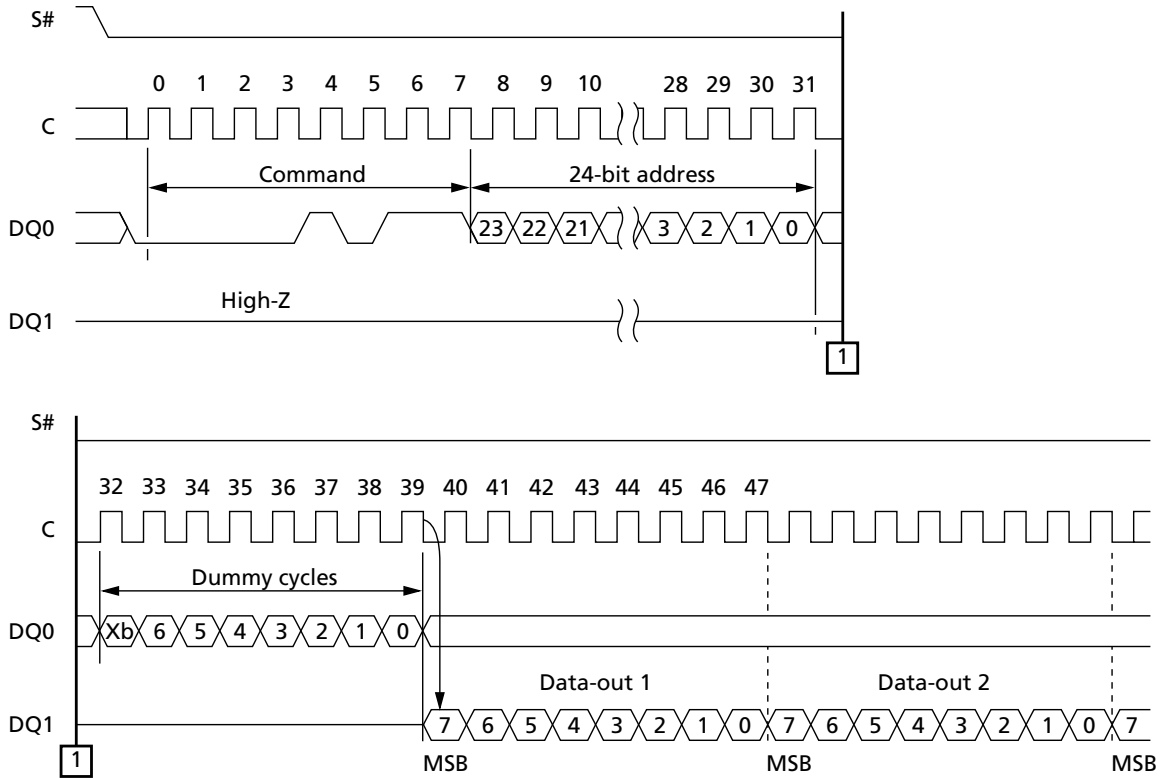 S#
0 1 2 3 4 5 6 7 8 9 10 28 29 30 31
C
Command 24-bit address
DQ0 23 22 21 3 2 1 0
High-Z
DQ1
1
S#
32 33 34 35 36 37 38 39 40 41 42 43 44 45 46 47
C
Dummy cycles
DQ0 Xb 6 5 4 3 2 1 0
Data-out 1 Data-out 2
DQ1 7 6 5 4 3 2 1 0 7 6 5 4 3 2 1 0 7
1 MSB MSB MSB